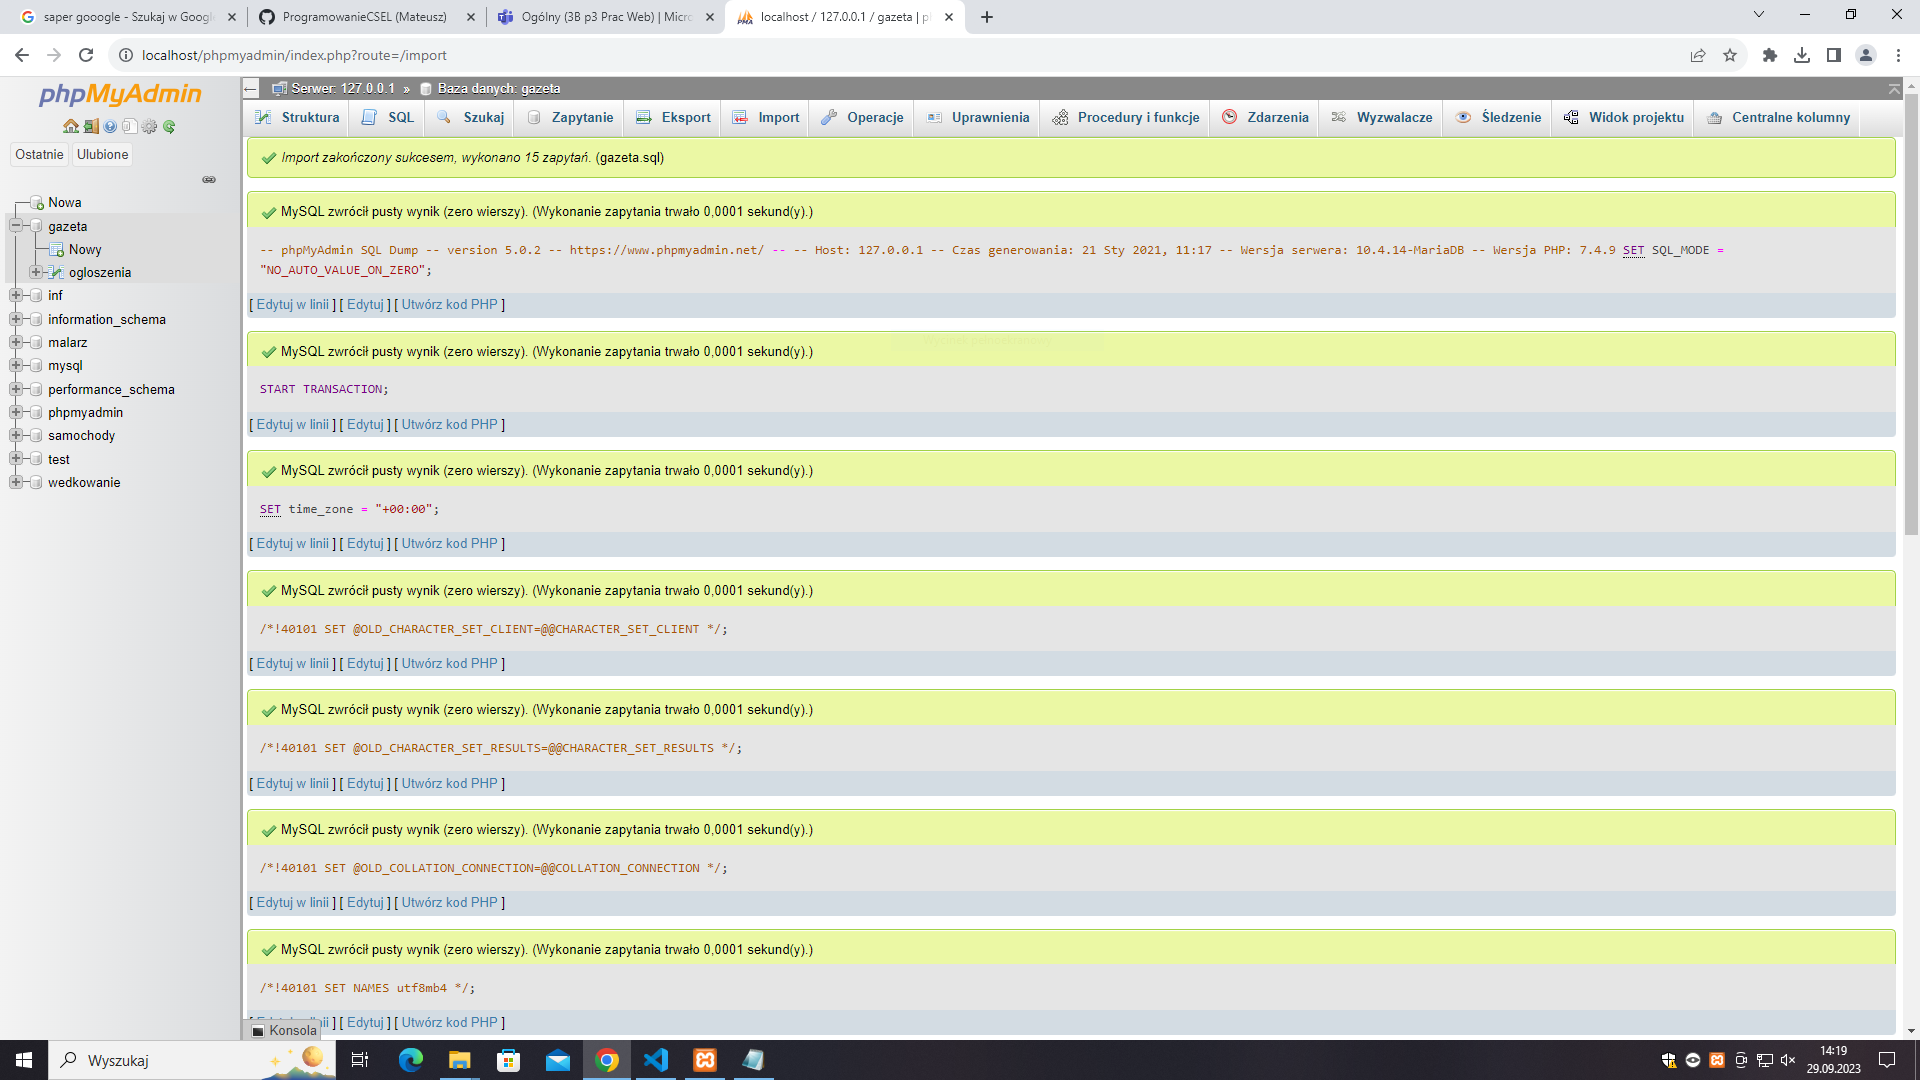 saper gooogle - Szukaj w Googl
ProgramowanieCSEL (Mateusz)
Ogólny (3B p3 Prac Web) | Micro
localhost / 127.0.0.1 / gazeta | p
localhost/phpmyadmin/index.php?route=/import
phpMyAdmin
Ostatnie
Ulubione
Nowa
gazeta
Nowy
ogloszenia
inf
information_schema
malarz
mysql
performance_schema
phpmyadmin
samochody
test
wedkowanie
Serwer: 127.0.0.1 » Baza danych: gazeta
Struktura SQL Szukaj Zapytanie Eksport Import Operacje Uprawnienia Procedury i funkcje Zdarzenia Wyzwalacze Śledzenie Widok projektu Centralne kolumny
Import zakończony sukcesem, wykonano 15 zapytań. (gazeta.sql)
MySQL zwrócił pusty wynik (zero wierszy). (Wykonanie zapytania trwało 0,0001 sekund(y).)
-- phpMyAdmin SQL Dump -- version 5.0.2 -- https://www.phpmyadmin.net/ -- -- Host: 127.0.0.1 -- Czas generowania: 21 Sty 2021, 11:17 -- Wersja serwera: 10.4.14-MariaDB -- Wersja PHP: 7.4.9 SET SQL_MODE =
"NO_AUTO_VALUE_ON_ZERO";
[ Edytuj w linii ] [ Edytuj ] [ Utwórz kod PHP ]
MySQL zwrócił pusty wynik (zero wierszy). (Wykonanie zapytania trwało 0,0001 sekund(y).)
START TRANSACTION;
[ Edytuj w linii ] [ Edytuj ] [ Utwórz kod PHP ]
MySQL zwrócił pusty wynik (zero wierszy). (Wykonanie zapytania trwało 0,0001 sekund(y).)
SET time_zone = "+00:00";
[ Edytuj w linii ] [ Edytuj ] [ Utwórz kod PHP ]
MySQL zwrócił pusty wynik (zero wierszy). (Wykonanie zapytania trwało 0,0001 sekund(y).)
/*!40101 SET @OLD_CHARACTER_SET_CLIENT=@@CHARACTER_SET_CLIENT */;
[ Edytuj w linii ] [ Edytuj ] [ Utwórz kod PHP ]
MySQL zwrócił pusty wynik (zero wierszy). (Wykonanie zapytania trwało 0,0001 sekund(y).)
/*!40101 SET @OLD_CHARACTER_SET_RESULTS=@@CHARACTER_SET_RESULTS */;
[ Edytuj w linii ] [ Edytuj ] [ Utwórz kod PHP ]
MySQL zwrócił pusty wynik (zero wierszy). (Wykonanie zapytania trwało 0,0001 sekund(y).)
/*!40101 SET @OLD_COLLATION_CONNECTION=@@COLLATION_CONNECTION */;
[ Edytuj w linii ] [ Edytuj ] [ Utwórz kod PHP ]
MySQL zwrócił pusty wynik (zero wierszy). (Wykonanie zapytania trwało 0,0001 sekund(y).)
/*!40101 SET NAMES utf8mb4 */;
] [ Edytuj ] [ Utwórz kod PHP ]
Konsola
Wyszukaj
14:19
29.09.2023